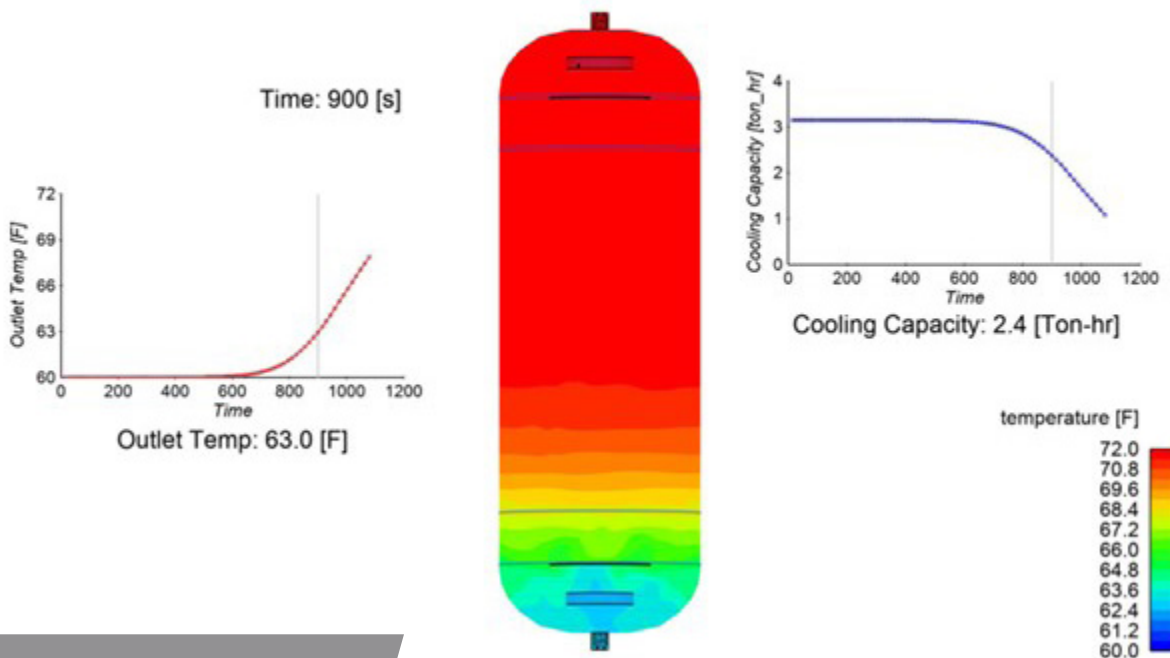 Time: 900 [s]
72
69
66
63
60
Outlet Temp [F]
0 200 400 600 800 1000 1200
Time
Outlet Temp: 63.0 [F]
4
3
2
1
0
Cooling Capacity [ton_hr]
0 200 400 600 800 1000 1200
Time
Cooling Capacity: 2.4 [Ton-hr]
temperature [F]
72.0
70.8
69.6
68.4
67.2
66.0
64.8
63.6
62.4
61.2
60.0